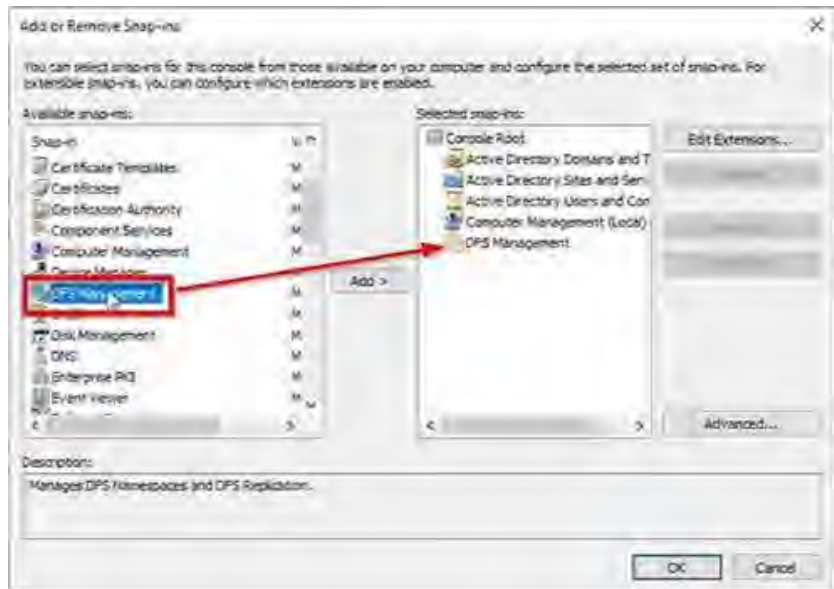 Add or Remove Snap-ins
You can select snap-ins for this console from those available on your computer and configure the selected set of snap-ins. For
extensible snap-ins, you can configure which extensions are enabled.
Available snap-ins:
Snap-in
Certificate Templates M
Certificates M
Certification Authority M
Component Services M
Computer Management M
Device Manager
DFS Management M
Disk Management M
DNS M
Enterprise PKI M
Event Viewer M
Add >
Selected snap-ins:
Console Root
Active Directory Domains and T
Active Directory Sites and Ser
Active Directory Users and Com
Computer Management (Local)
DFS Management
Edit Extensions...
Advanced...
Description:
Manages DFS Namespaces and DFS Replication.
OK
Cancel